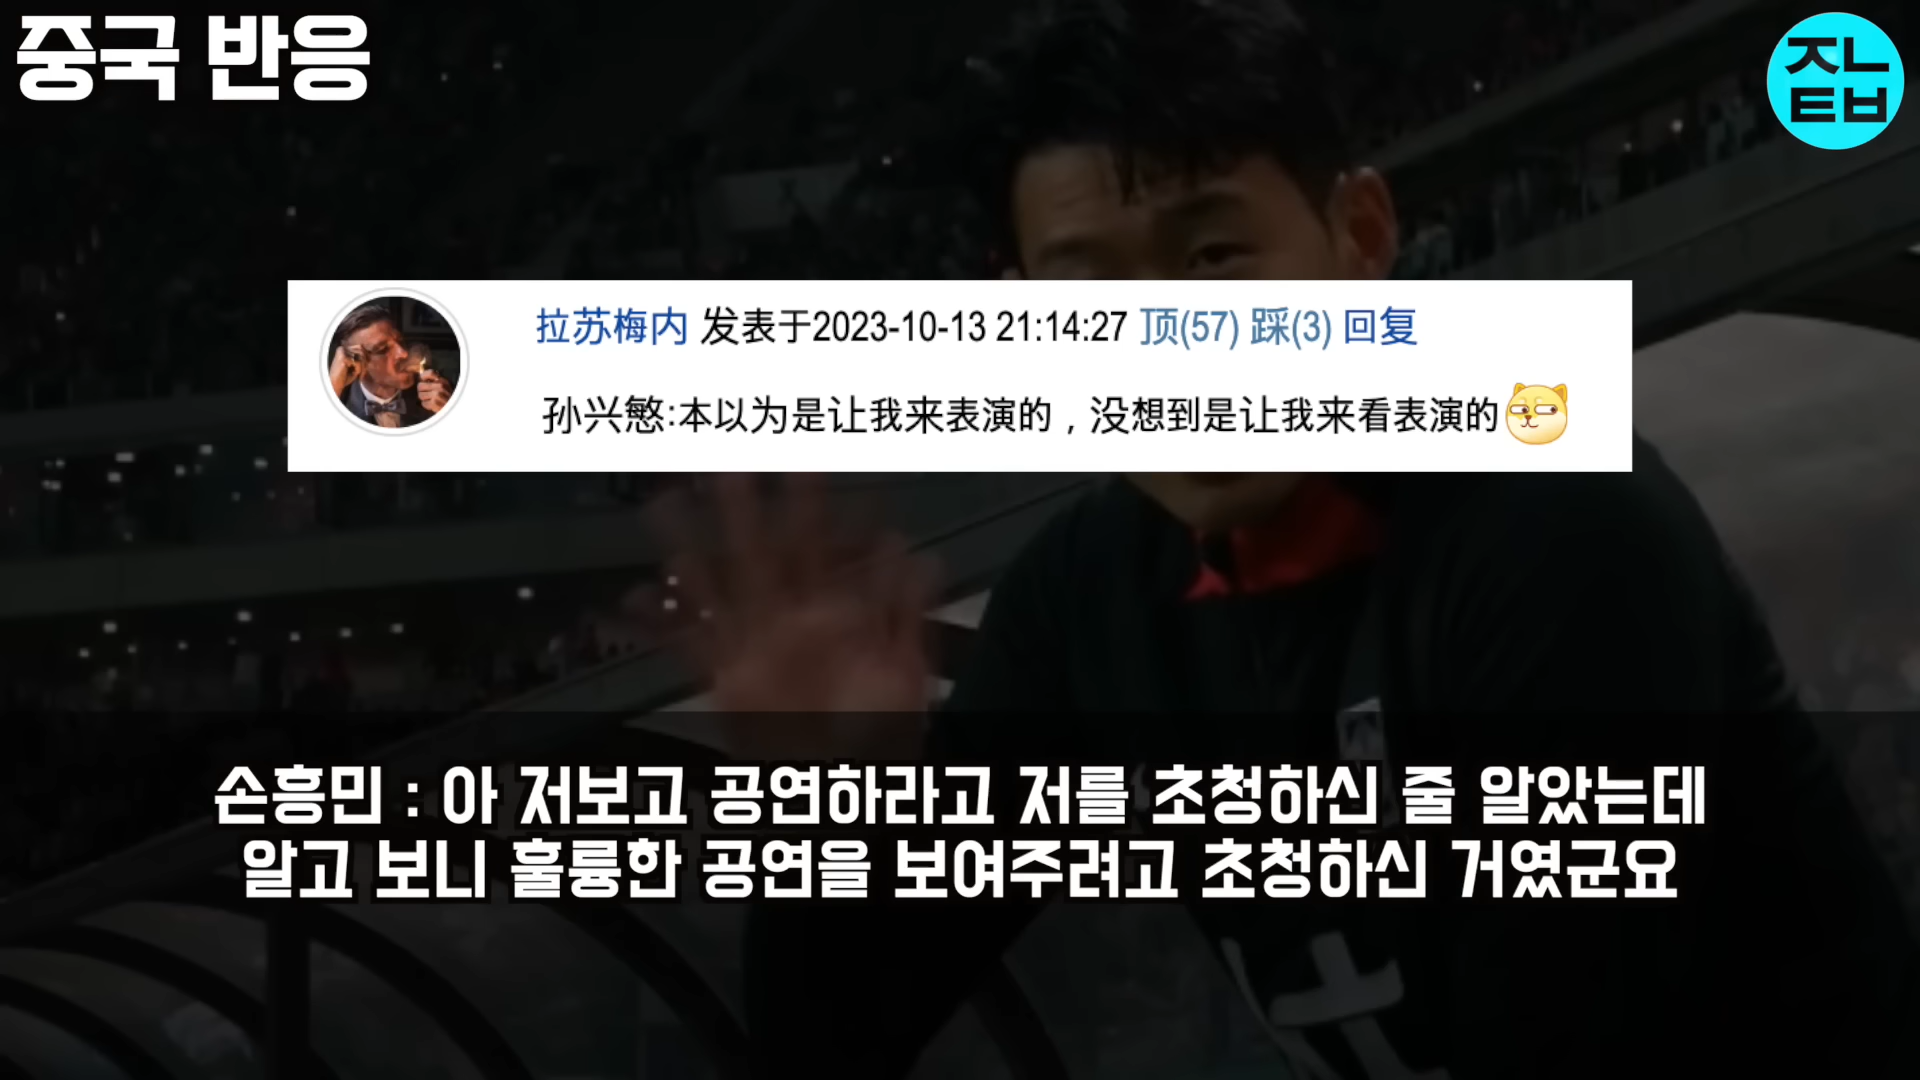 중국 반응
잡툰
拉苏梅内 发表于2023-10-13 21:14:27 顶(57) 踩(3) 回复
孙兴慜:本以为是让我来表演的，没想到是让我来看表演的
손흥민 : 아 저보고 공연하라고 저를 초청하신 줄 알았는데
알고 보니 훌륭한 공연을 보여주려고 초청하신 거였군요